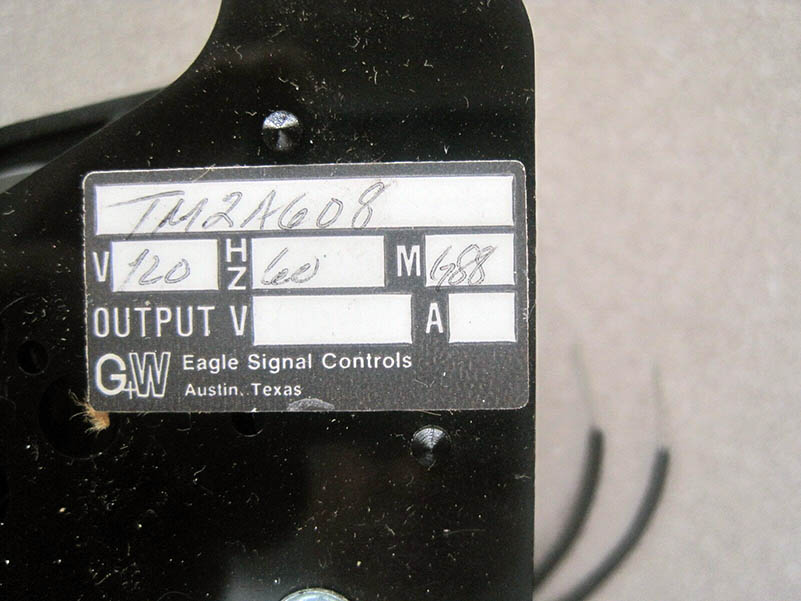 TM2A608
V 120 HZ 60 M 688
OUTPUT V A
G+W Eagle Signal Controls
Austin, Texas